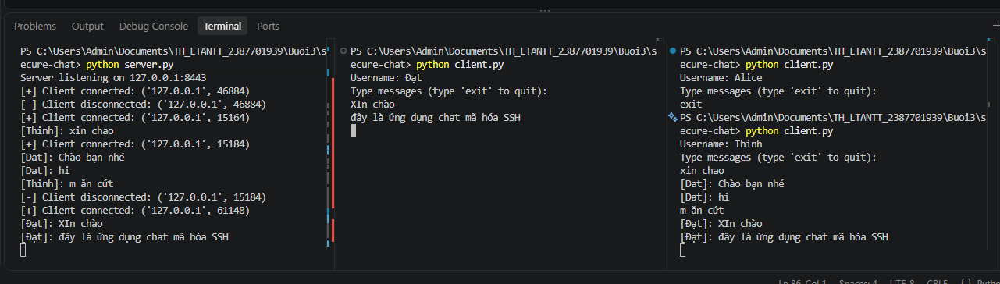 Problems Output Debug Console Terminal Ports
PS C:\Users\Admin\Documents\TH_LTANTT_2387701939\Buoi3\s
ecure-chat> python server.py
Server listening on 127.0.0.1:8443
[+] Client connected: ('127.0.0.1', 46884)
[-] Client disconnected: ('127.0.0.1', 46884)
[+] Client connected: ('127.0.0.1', 15164)
[Thinh]: xin chao
[+] Client connected: ('127.0.0.1', 15184)
[Dat]: Chào bạn nhé
[Dat]: hi
[Thinh]: m ăn cứt
[-] Client disconnected: ('127.0.0.1', 15184)
[+] Client connected: ('127.0.0.1', 61148)
[Đạt]: XIn chào
[Đạt]: đây là ứng dụng chat mã hóa SSH
PS C:\Users\Admin\Documents\TH_LTANTT_2387701939\Buoi3\s
ecure-chat> python client.py
Username: Đạt
Type messages (type 'exit' to quit):
XIn chào
đây là ứng dụng chat mã hóa SSH
PS C:\Users\Admin\Documents\TH_LTANTT_2387701939\Buoi3\s
ecure-chat> python client.py
Username: Alice
Type messages (type 'exit' to quit):
exit
PS C:\Users\Admin\Documents\TH_LTANTT_2387701939\Buoi3\s
ecure-chat> python client.py
Username: Thinh
Type messages (type 'exit' to quit):
xin chao
[Dat]: Chào bạn nhé
[Dat]: hi
m ăn cứt
[Đạt]: XIn chào
[Đạt]: đây là ứng dụng chat mã hóa SSH
Ln 86, Col 1 Spaces: 4 UTF-8 CRLF { } Pytho